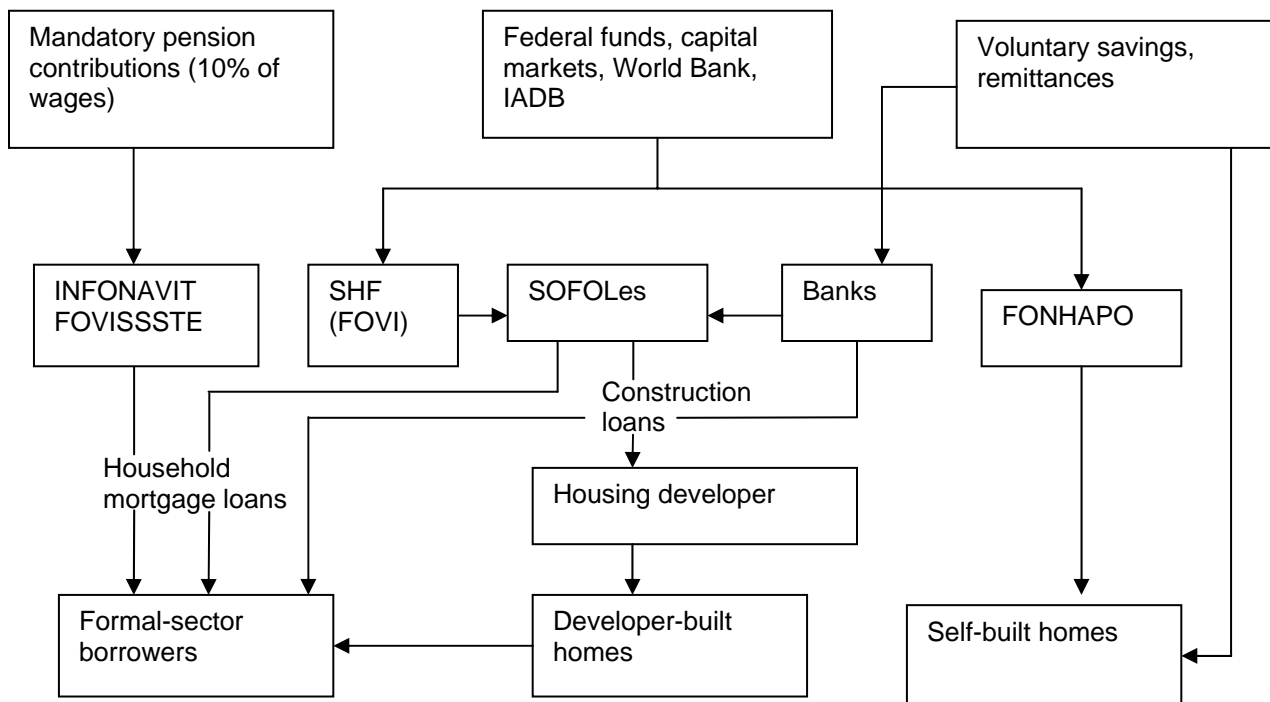 Mandatory pension
contributions (10% of
wages)
Federal funds, capital
markets, World Bank,
IADB
Voluntary savings,
remittances
INFONAVIT
FOVISSSTE
SHF
(FOVI)
SOFOLes
Banks
FONHAPO
Construction
loans
Household
mortgage loans
Housing developer
Formal-sector
borrowers
Developer-built
homes
Self-built homes